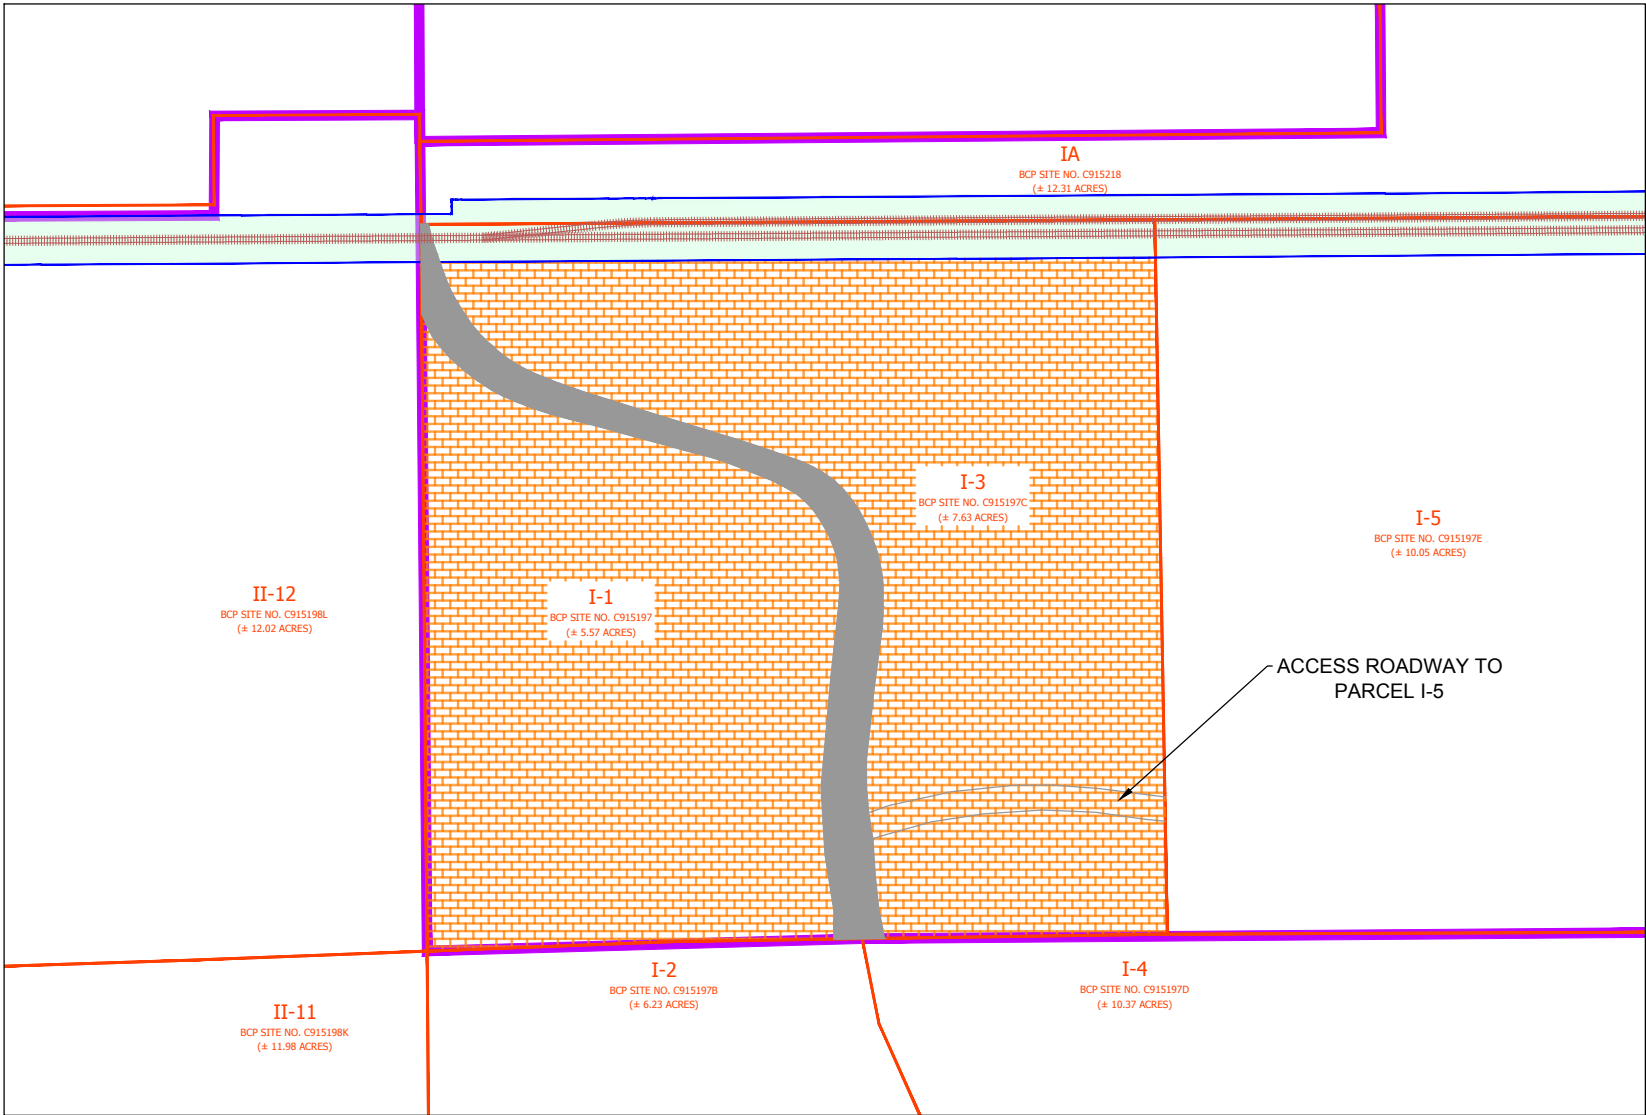 IA
BCP SITE NO. C915218
(± 12.31 ACRES)
I-3
BCP SITE NO. C915197C
(± 7.63 ACRES)
I-5
BCP SITE NO. C915197E
(± 10.05 ACRES)
II-12
BCP SITE NO. C915198L
(± 12.02 ACRES)
I-1
BCP SITE NO. C915197
(± 5.57 ACRES)
ACCESS ROADWAY TO
PARCEL I-5
I-2
BCP SITE NO. C915197B
(± 6.23 ACRES)
I-4
BCP SITE NO. C915197D
(± 10.37 ACRES)
II-11
BCP SITE NO. C915198K
(± 11.98 ACRES)